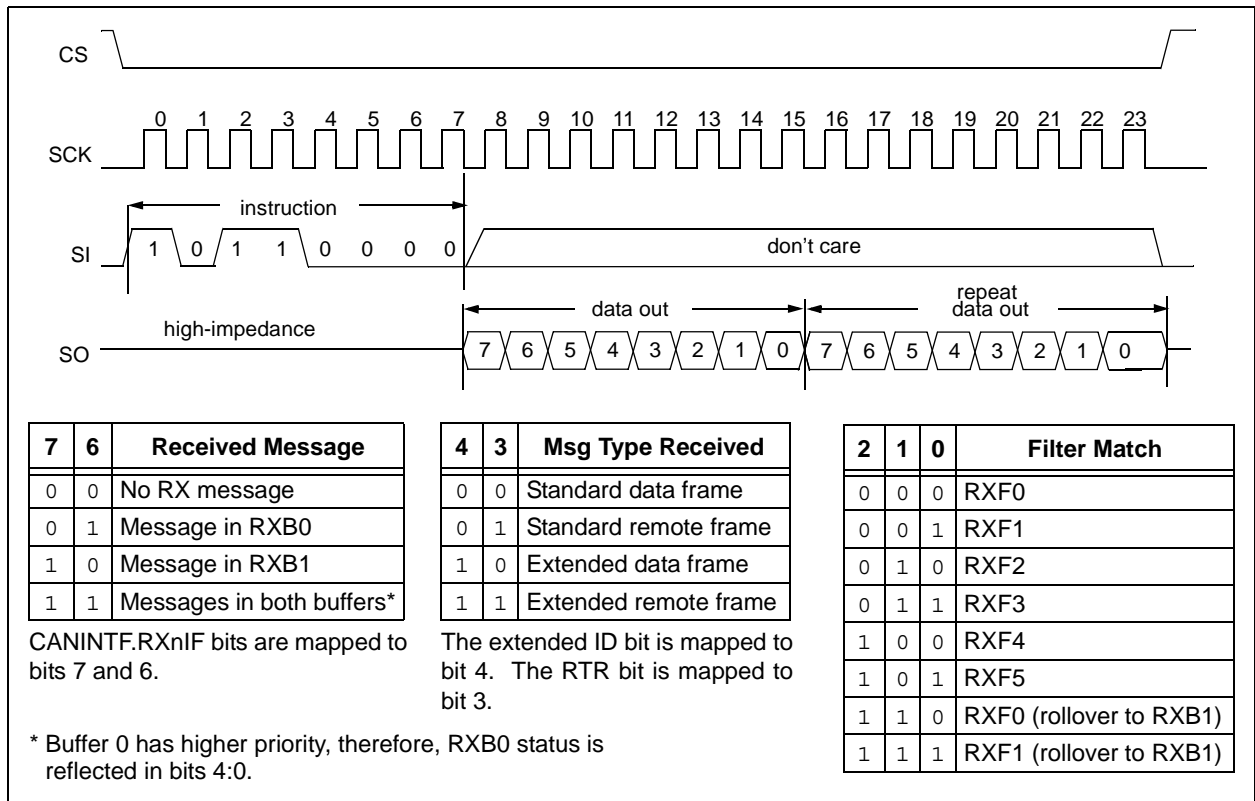 CS
0 1 2 3 4 5 6 7 8 9 10 11 12 13 14 15 16 17 18 19 20 21 22 23
SCK
instruction
SI 1 0 1 1 0 0 0 0 don't care
repeat
data out data out
high-impedance
SO 7 6 5 4 3 2 1 0 7 6 5 4 3 2 1 0
7 6 Received Message
0 0 No RX message
0 1 Message in RXB0
1 0 Message in RXB1
1 1 Messages in both buffers*
CANINTF.RXnIF bits are mapped to
bits 7 and 6.
4 3 Msg Type Received
0 0 Standard data frame
0 1 Standard remote frame
1 0 Extended data frame
1 1 Extended remote frame
The extended ID bit is mapped to
bit 4. The RTR bit is mapped to
bit 3.
2 1 0 Filter Match
0 0 0 RXF0
0 0 1 RXF1
0 1 0 RXF2
0 1 1 RXF3
1 0 0 RXF4
1 0 1 RXF5
1 1 0 RXF0 (rollover to RXB1)
1 1 1 RXF1 (rollover to RXB1)
* Buffer 0 has higher priority, therefore, RXB0 status is
reflected in bits 4:0.